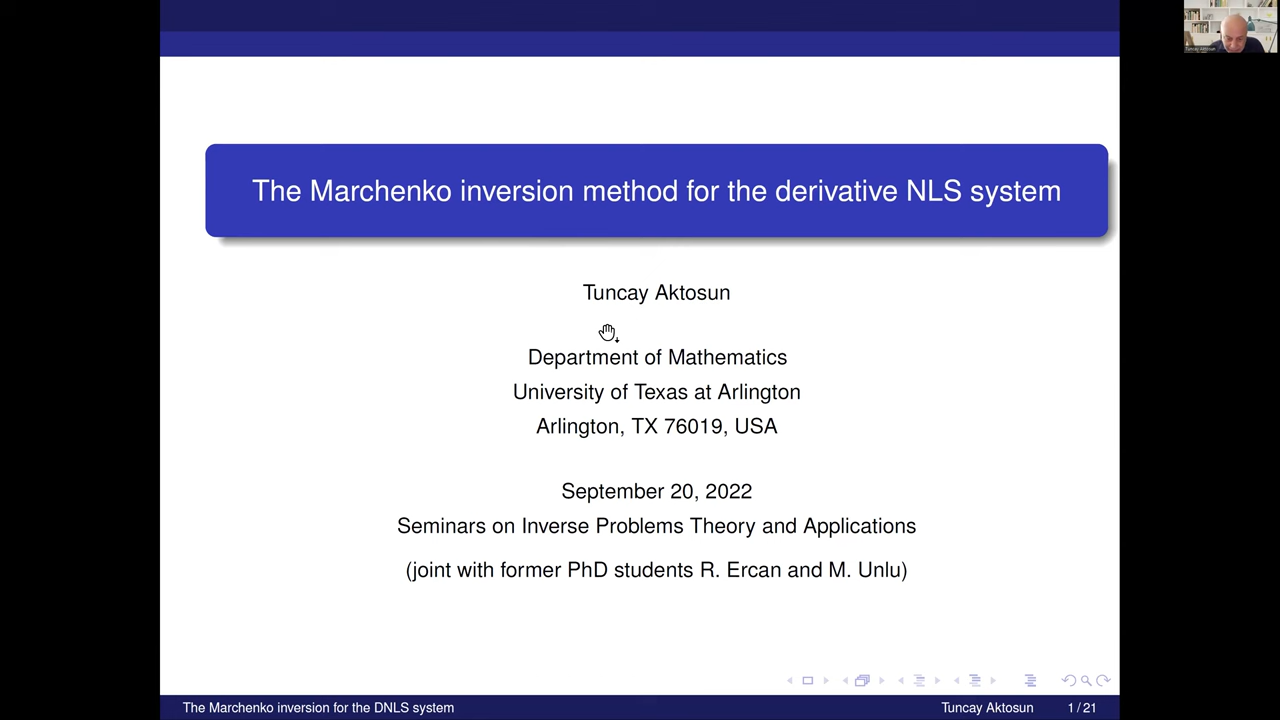 Tuncay Aktosun
The Marchenko inversion method for the derivative NLS system
Tuncay Aktosun
Department of Mathematics
University of Texas at Arlington
Arlington, TX 76019, USA
September 20, 2022
Seminars on Inverse Problems Theory and Applications
(joint with former PhD students R. Ercan and M. Unlu)
The Marchenko inversion for the DNLS system
Tuncay Aktosun
1 / 21